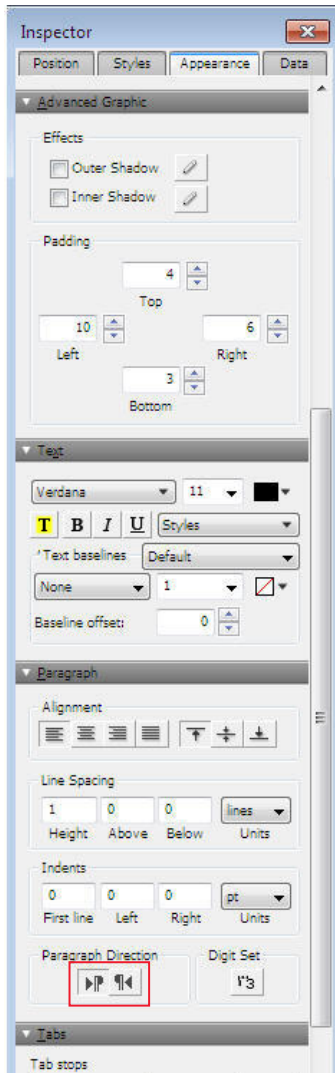 Inspector
Position Styles Appearance Data
Advanced Graphic
Effects
Outer Shadow
Inner Shadow
Padding
4
Top
10 6
Left Right
3
Bottom
Text
Verdana 11
T B I U Styles
Text baselines Default
None 1
Baseline offset: 0
Paragraph
Alignment
Line Spacing
1 0 0 lines
Height Above Below Units
Indents
0 0 0 pt
First line Left Right Units
Paragraph Direction Digit Set
Tabs
Tab stops